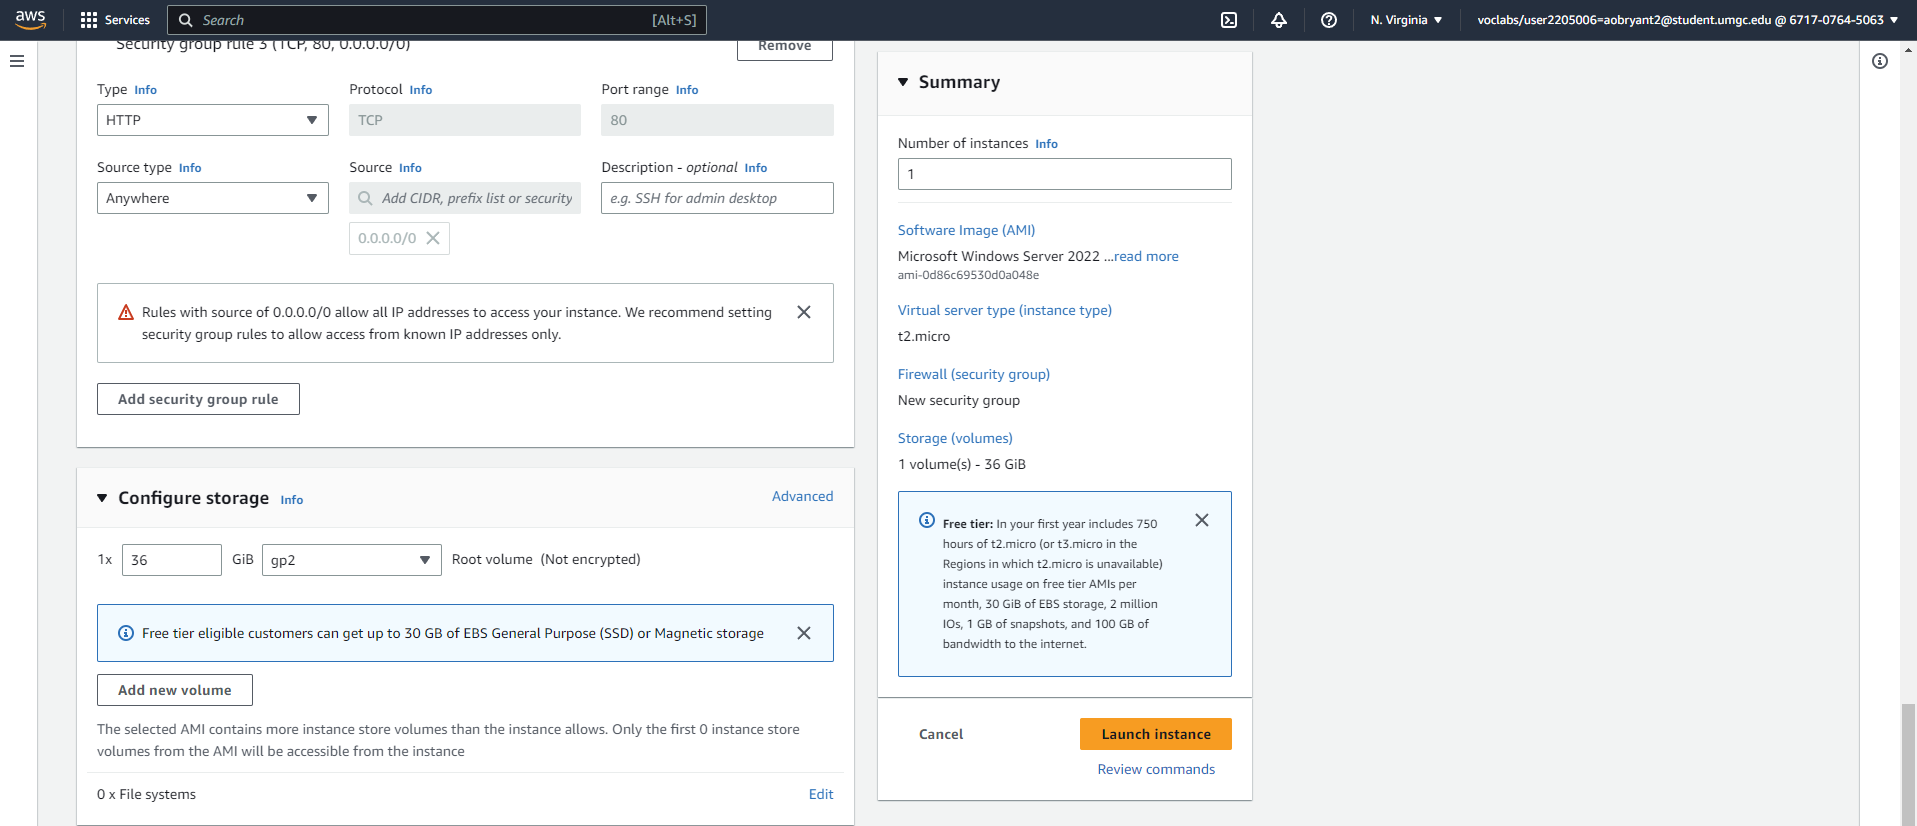 aws
Services
Search
[Alt+S]
N. Virginia
voclabs/user2205006=aobryant2@student.umgc.edu @ 6717-0764-5063
Security group rule 3 (TCP, 80, 0.0.0.0/0)
Remove
Type Info
Protocol Info
Port range Info
HTTP
TCP
80
Source type Info
Source Info
Description - optional Info
Anywhere
Add CIDR, prefix list or security
e.g. SSH for admin desktop
0.0.0.0/0
Rules with source of 0.0.0.0/0 allow all IP addresses to access your instance. We recommend setting
security group rules to allow access from known IP addresses only.
Add security group rule
Configure storage Info
Advanced
1x 36 GiB gp2 Root volume (Not encrypted)
Free tier eligible customers can get up to 30 GB of EBS General Purpose (SSD) or Magnetic storage
Add new volume
The selected AMI contains more instance store volumes than the instance allows. Only the first 0 instance store
volumes from the AMI will be accessible from the instance
0 x File systems
Edit
Summary
Number of instances Info
1
Software Image (AMI)
Microsoft Windows Server 2022 ...read more
ami-0d86c69530d0a048e
Virtual server type (instance type)
t2.micro
Firewall (security group)
New security group
Storage (volumes)
1 volume(s) - 36 GiB
Free tier: In your first year includes 750
hours of t2.micro (or t3.micro in the
Regions in which t2.micro is unavailable)
instance usage on free tier AMIs per
month, 30 GiB of EBS storage, 2 million
IOs, 1 GB of snapshots, and 100 GB of
bandwidth to the internet.
Cancel
Launch instance
Review commands